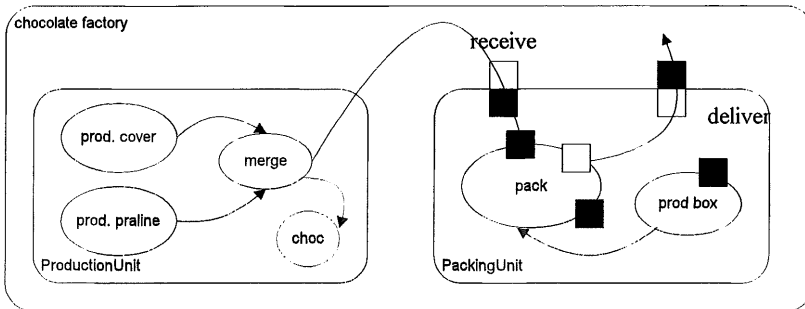 chocolate factory
receive
prod. cover
merge
deliver
pack
prod box
prod. praline
choc
ProductionUnit
PackingUnit